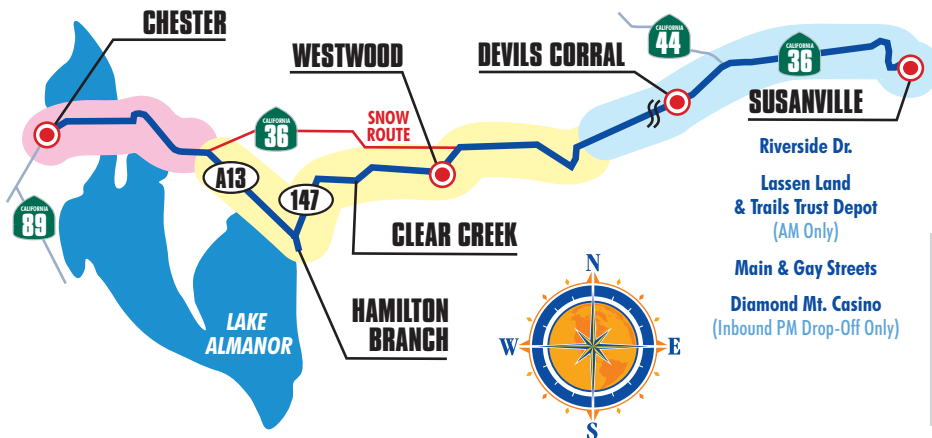 CHESTER
WESTWOOD
DEVILS CORRAL
CALIFORNIA
44
CALIFORNIA
36
SUSANVILLE
SNOW
ROUTE
CALIFORNIA
36
A13
147
CALIFORNIA
89
CLEAR CREEK
HAMILTON
BRANCH
LAKE
ALMANOR
Riverside Dr.
Lassen Land
& Trails Trust Depot
(AM Only)
Main & Gay Streets
Diamond Mt. Casino
(Inbound PM Drop-Off Only)
N
W
E
S